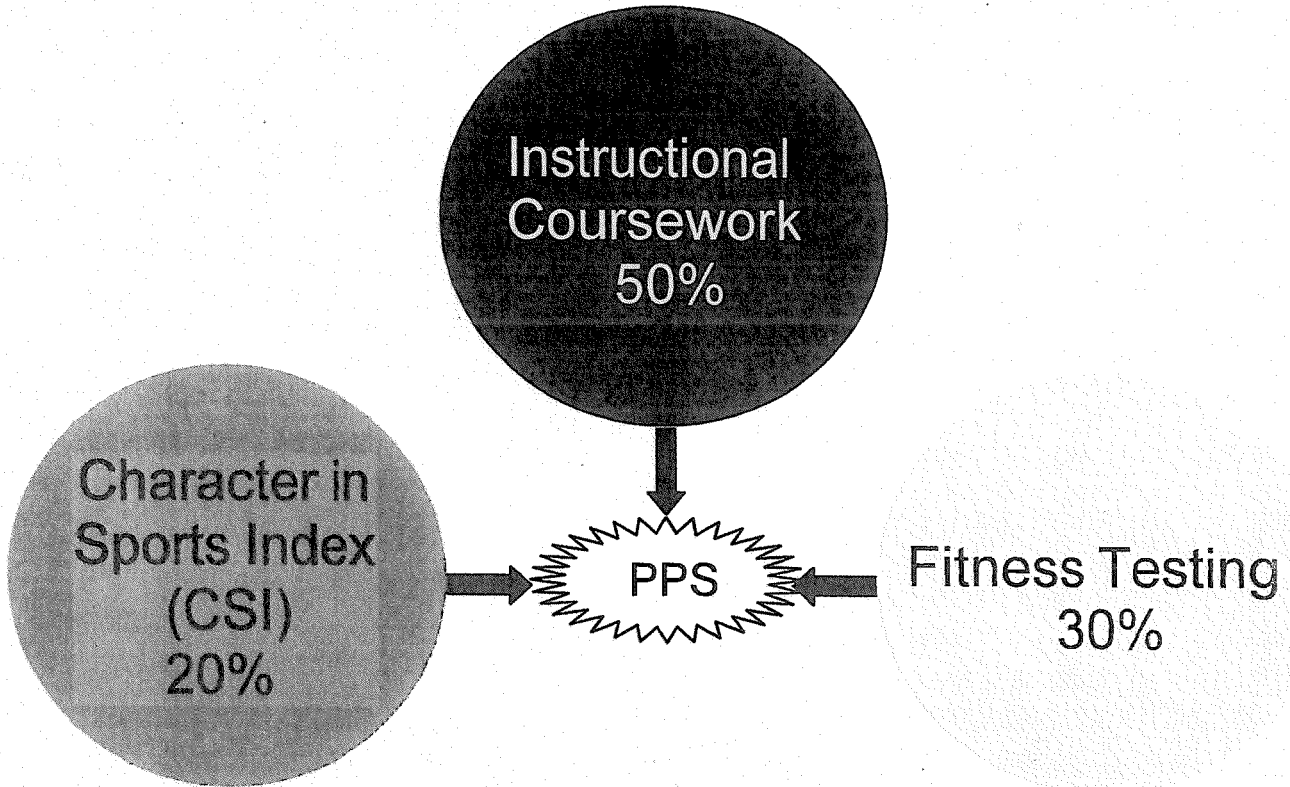 Instructional
Coursework
50%
Character in
Sports Index
(CSI)
20%
PPS
Fitness Testing
30%